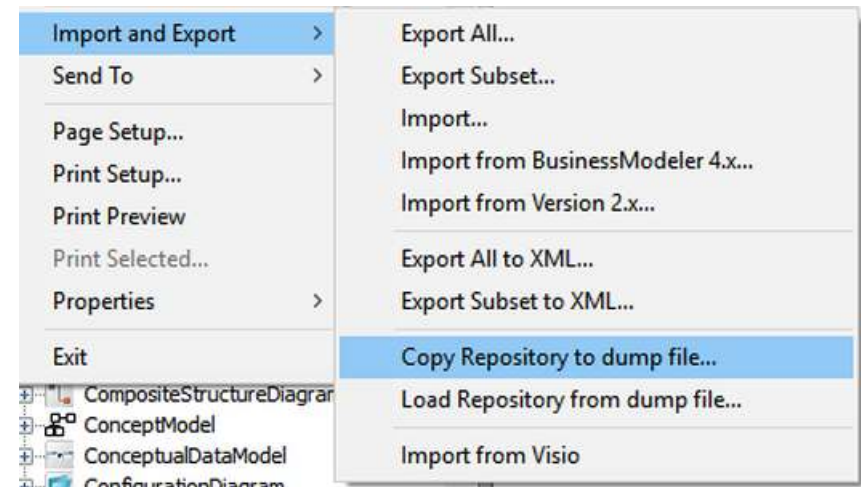 Import and Export
Send To
Page Setup...
Print Setup...
Print Preview
Print Selected...
Properties
Exit
CompositeStructureDiagra
ConceptModel
ConceptualDataModel
ConfigurationDiagram
Export All...
Export Subset...
Import...
Import from BusinessModeler 4.x...
Import from Version 2.x...
Export All to XML...
Export Subset to XML...
Copy Repository to dump file...
Load Repository from dump file...
Import from Visio